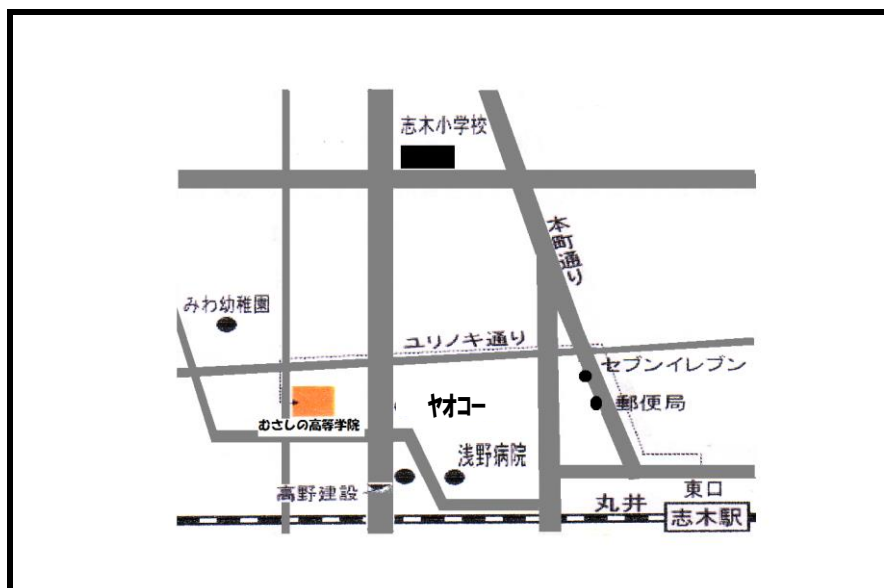 志木小学校
本町通り
みわ幼稚園
ユリノキ通り
セブンイレブン
ヤオコー
郵便局
むさしの高等学院
浅野病院
高野建設
東口
丸井
志木駅